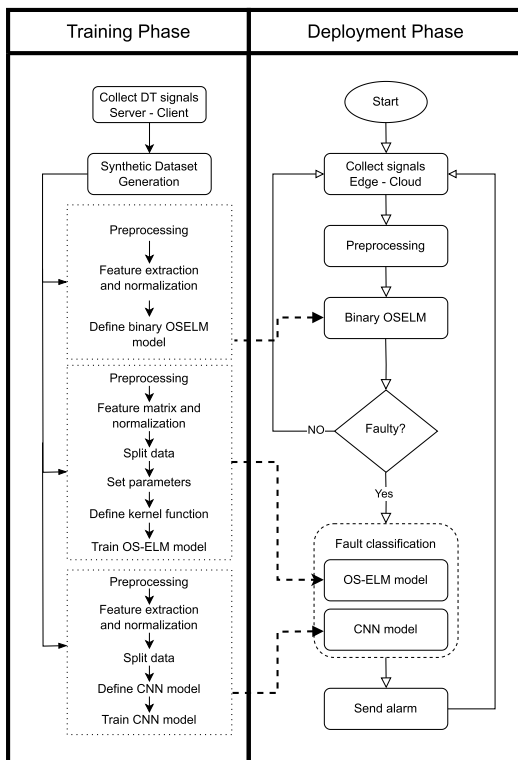 Training Phase
Collect DT signals
Server - Client
Synthetic Dataset
Generation
Preprocessing
Feature extraction
and normalization
Define binary OSELM
model
Preprocessing
Feature matrix and
normalization
Split data
Set parameters
Define kernel function
Train OS-ELM model
Preprocessing
Feature extraction
and normalization
Split data
Define CNN model
Train CNN model
Deployment Phase
Start
Collect signals
Edge - Cloud
Preprocessing
Binary OSELM
Faulty?
NO
Yes
Fault classification
OS-ELM model
CNN model
Send alarm